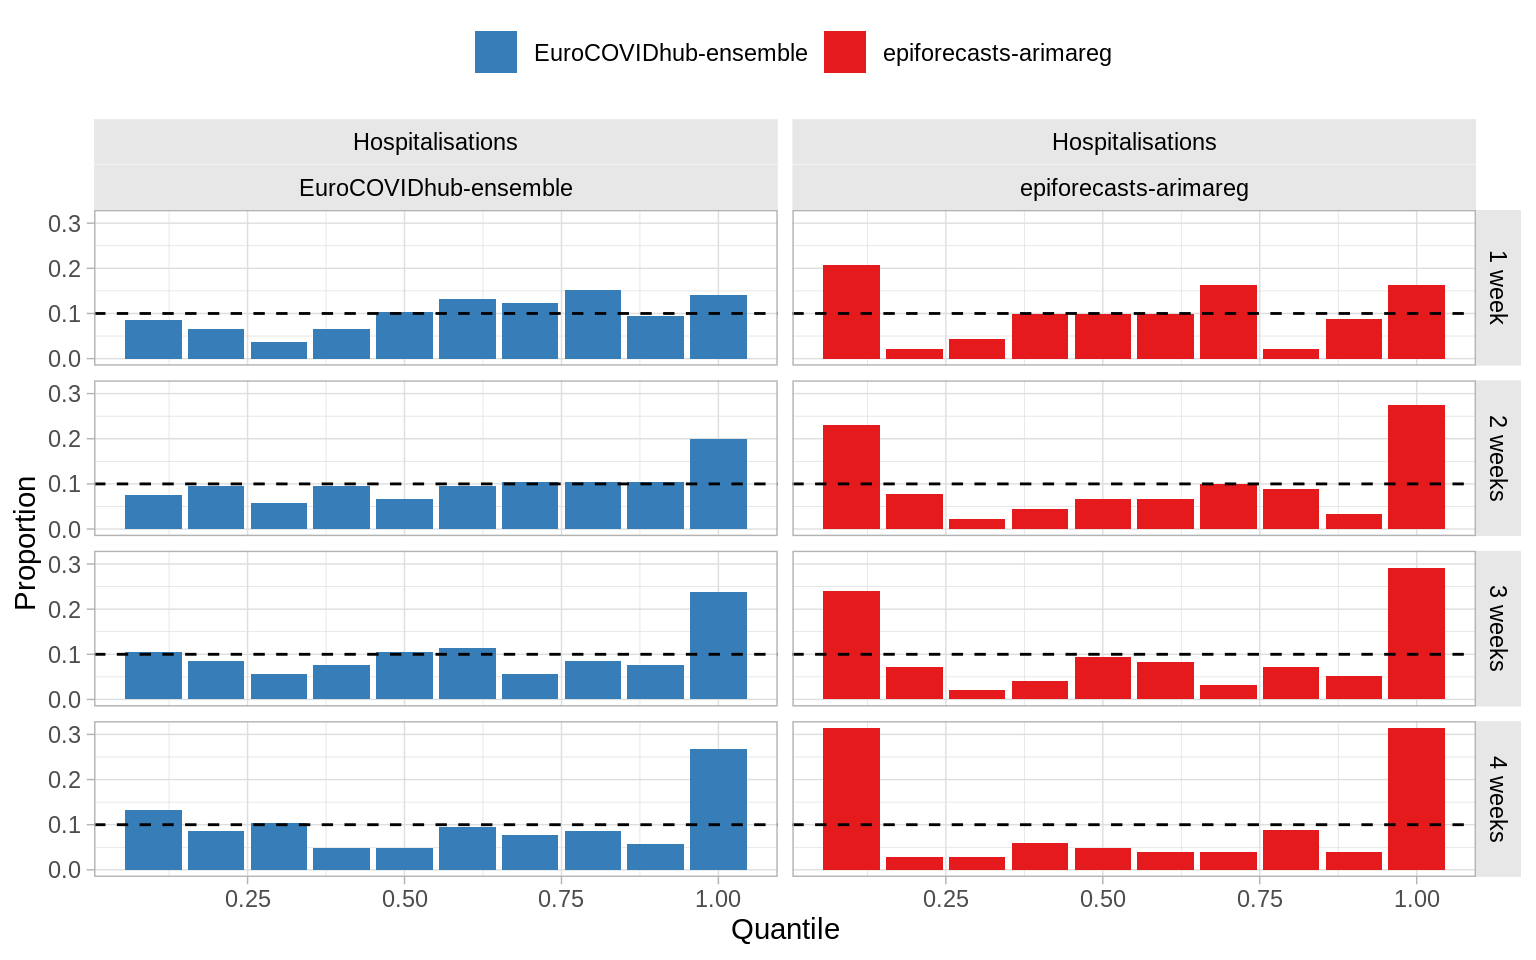 EuroCOVIDhub-ensemble epiforecasts-arimareg
Hospitalisations Hospitalisations
EuroCOVIDhub-ensemble epiforecasts-arimareg
0.3
0.2
0.1
0.0
1 week
0.3
0.2
0.1
0.0
2 weeks
0.3
0.2
0.1
0.0
3 weeks
0.3
0.2
0.1
0.0
4 weeks
Proportion
0.25 0.50 0.75 1.00 0.25 0.50 0.75 1.00
Quantile